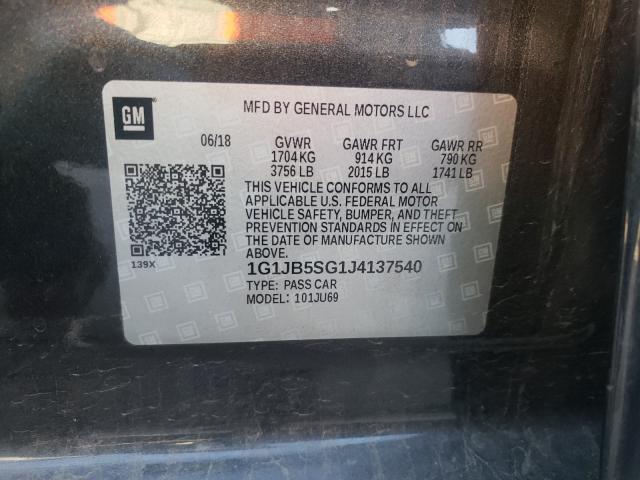 GM
MFD BY GENERAL MOTORS LLC
06/18 GVWR GAWR FRT GAWR RR
1704 KG 914 KG 790 KG
3756 LB 2015 LB 1741 LB
THIS VEHICLE CONFORMS TO ALL
APPLICABLE U.S. FEDERAL MOTOR
VEHICLE SAFETY, BUMPER, AND THEFT
PREVENTION STANDARDS IN EFFECT ON
THE DATE OF MANUFACTURE SHOWN
ABOVE.
139X
1G1JB5SG1J4137540
TYPE: PASS CAR
MODEL: 101JU69